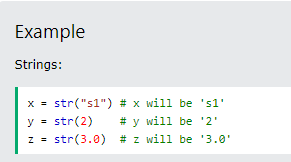 Example
Strings:
x = str("s1") # x will be 's1'
y = str(2)    # y will be '2'
z = str(3.0)  # z will be '3.0'